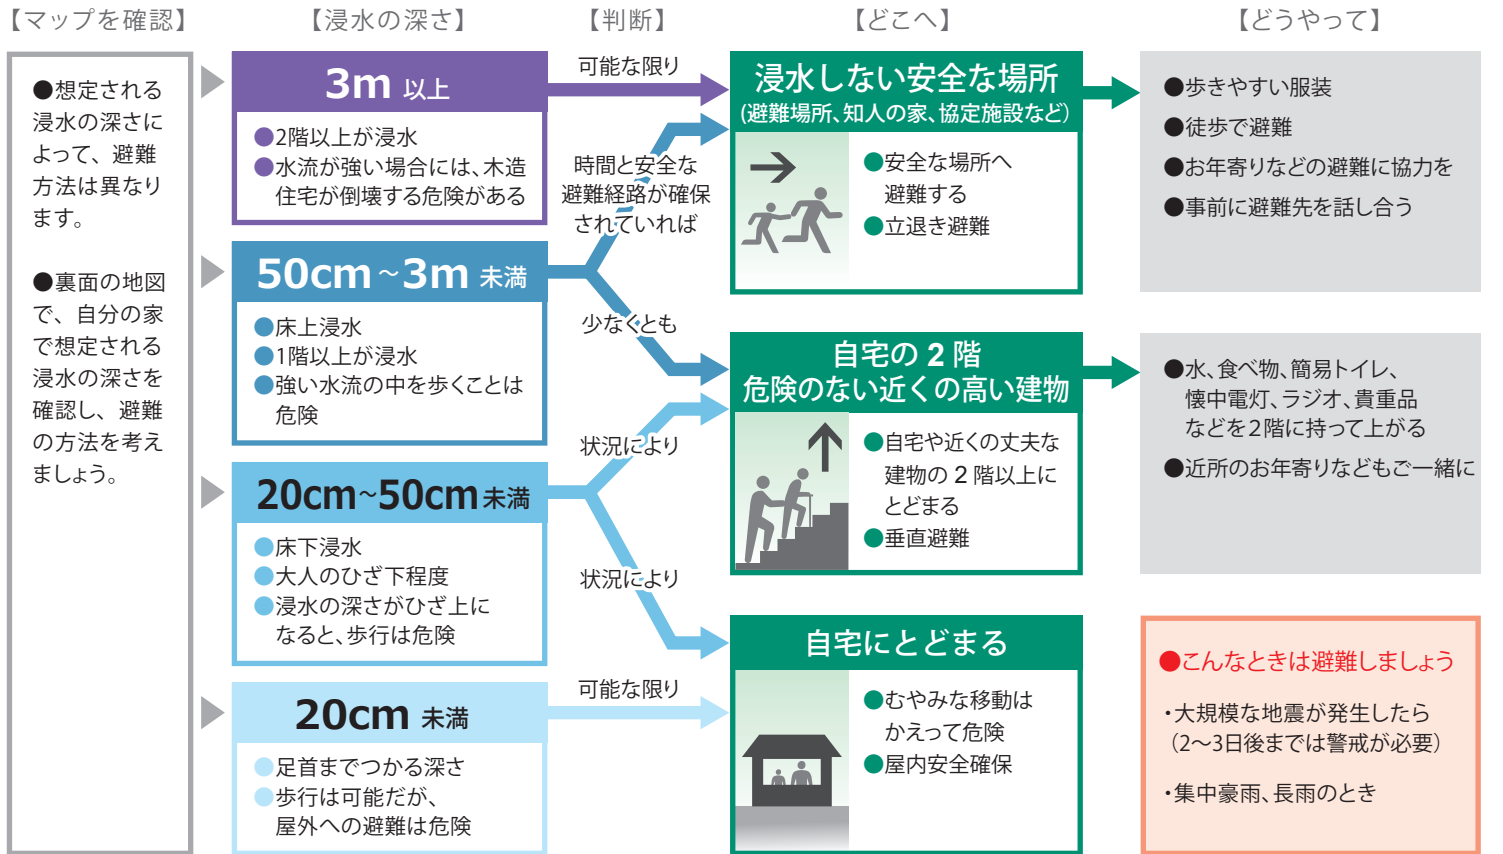 【マップを確認】
【浸水の深さ】
【判断】
【どこへ】
【どうやって】
●想定される
浸水の深さに
よって、避難
方法は異なり
ます。
●裏面の地図
で、自分の家
で想定される
浸水の深さを
確認し、避難
の方法を考え
ましょう。
3m 以上
●2階以上が浸水
●水流が強い場合には、木造
住宅が倒壊する危険がある
50cm～3m 未満
●床上浸水
●1階以上が浸水
●強い水流の中を歩くことは
危険
20cm～50cm未満
●床下浸水
●大人のひざ下程度
●浸水の深さがひざ上に
なると、歩行は危険
20cm 未満
●足首までつかる深さ
●歩行は可能だが、
屋外への避難は危険
可能な限り
時間と安全な
避難経路が確保
されていれば
少なくとも
状況により
状況により
可能な限り
浸水しない安全な場所
(避難場所、知人の家、協定施設など)
●安全な場所へ
避難する
●立退き避難
自宅の 2 階
危険のない近くの高い建物
●自宅や近くの丈夫な
建物の 2 階以上に
とどまる
●垂直避難
自宅にとどまる
●むやみな移動は
かえって危険
●屋内安全確保
●歩きやすい服装
●徒歩で避難
●お年寄りなどの避難に協力を
●事前に避難先を話し合う
●水、食べ物、簡易トイレ、
懐中電灯、ラジオ、貴重品
などを2階に持って上がる
●近所のお年寄りなどもご一緒に
●こんなときは避難しましょう
・大規模な地震が発生したら
（2～3日後までは警戒が必要）
・集中豪雨、長雨のとき